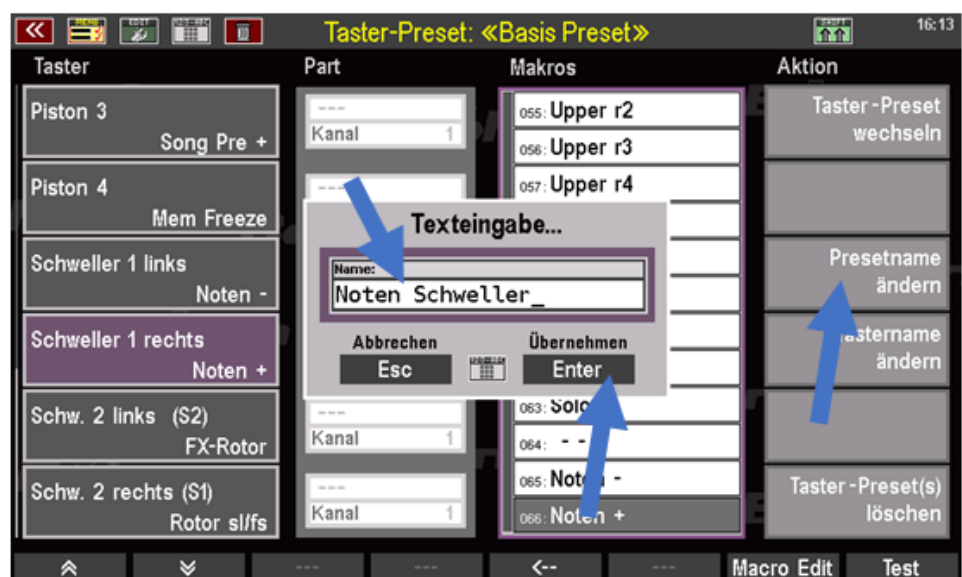 MENU
EDIT
Taster-Preset: «Basis Preset»
SHIFT
16:13
Taster
Part
Makros
Aktion
Piston 3
Song Pre +
Piston 4
Mem Freeze
Schweller 1 links
Noten -
Schweller 1 rechts
Noten +
Schw. 2 links (S2)
FX-Rotor
Schw. 2 rechts (S1)
Rotor sl/fs
---
Kanal 1
---
---
Kanal 1
---
Kanal 1
055: Upper r2
056: Upper r3
057: Upper r4
063: Solo
064: - -
065: Noten -
066: Noten +
Texteingabe...
Name:
Noten Schweller_
Abbrechen
Übernehmen
Esc
Enter
Taster-Preset
wechseln
Presetname
ändern
Tastername
ändern
Taster-Preset(s)
löschen
---
---
<--
---
Macro Edit
Test